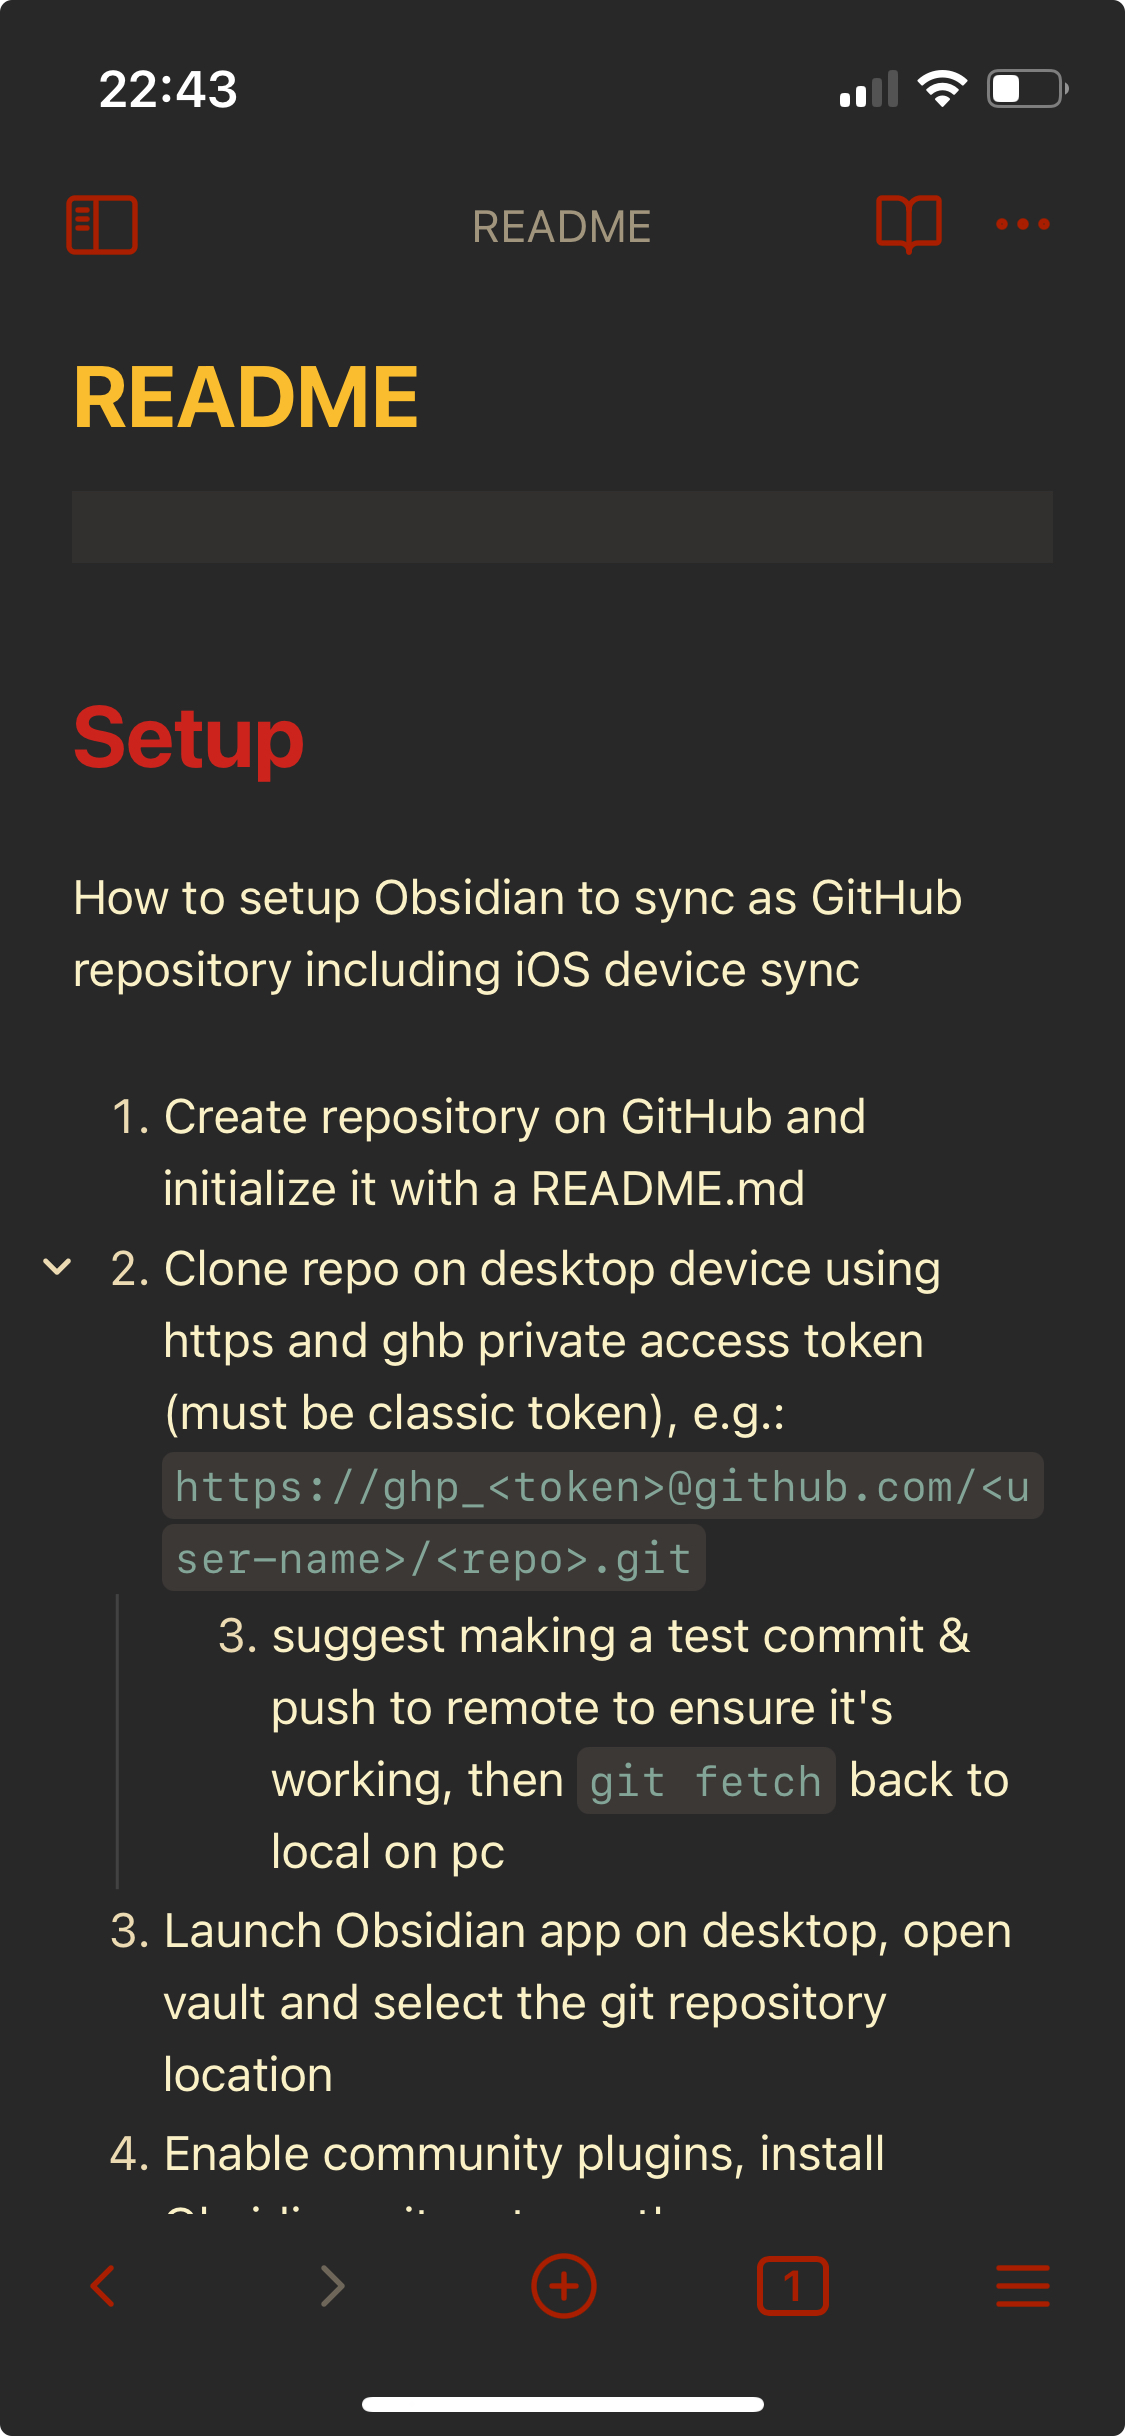 22:43
README
README
Setup
How to setup Obsidian to sync as GitHub
repository including iOS device sync
1. Create repository on GitHub and
initialize it with a README.md
2. Clone repo on desktop device using
https and ghb private access token
(must be classic token), e.g.:
https://ghp_<token>@github.com/<u
ser-name>/<repo>.git
3. suggest making a test commit &
push to remote to ensure it's
working, then git fetch back to
local on pc
3. Launch Obsidian app on desktop, open
vault and select the git repository
location
4. Enable community plugins, install
1